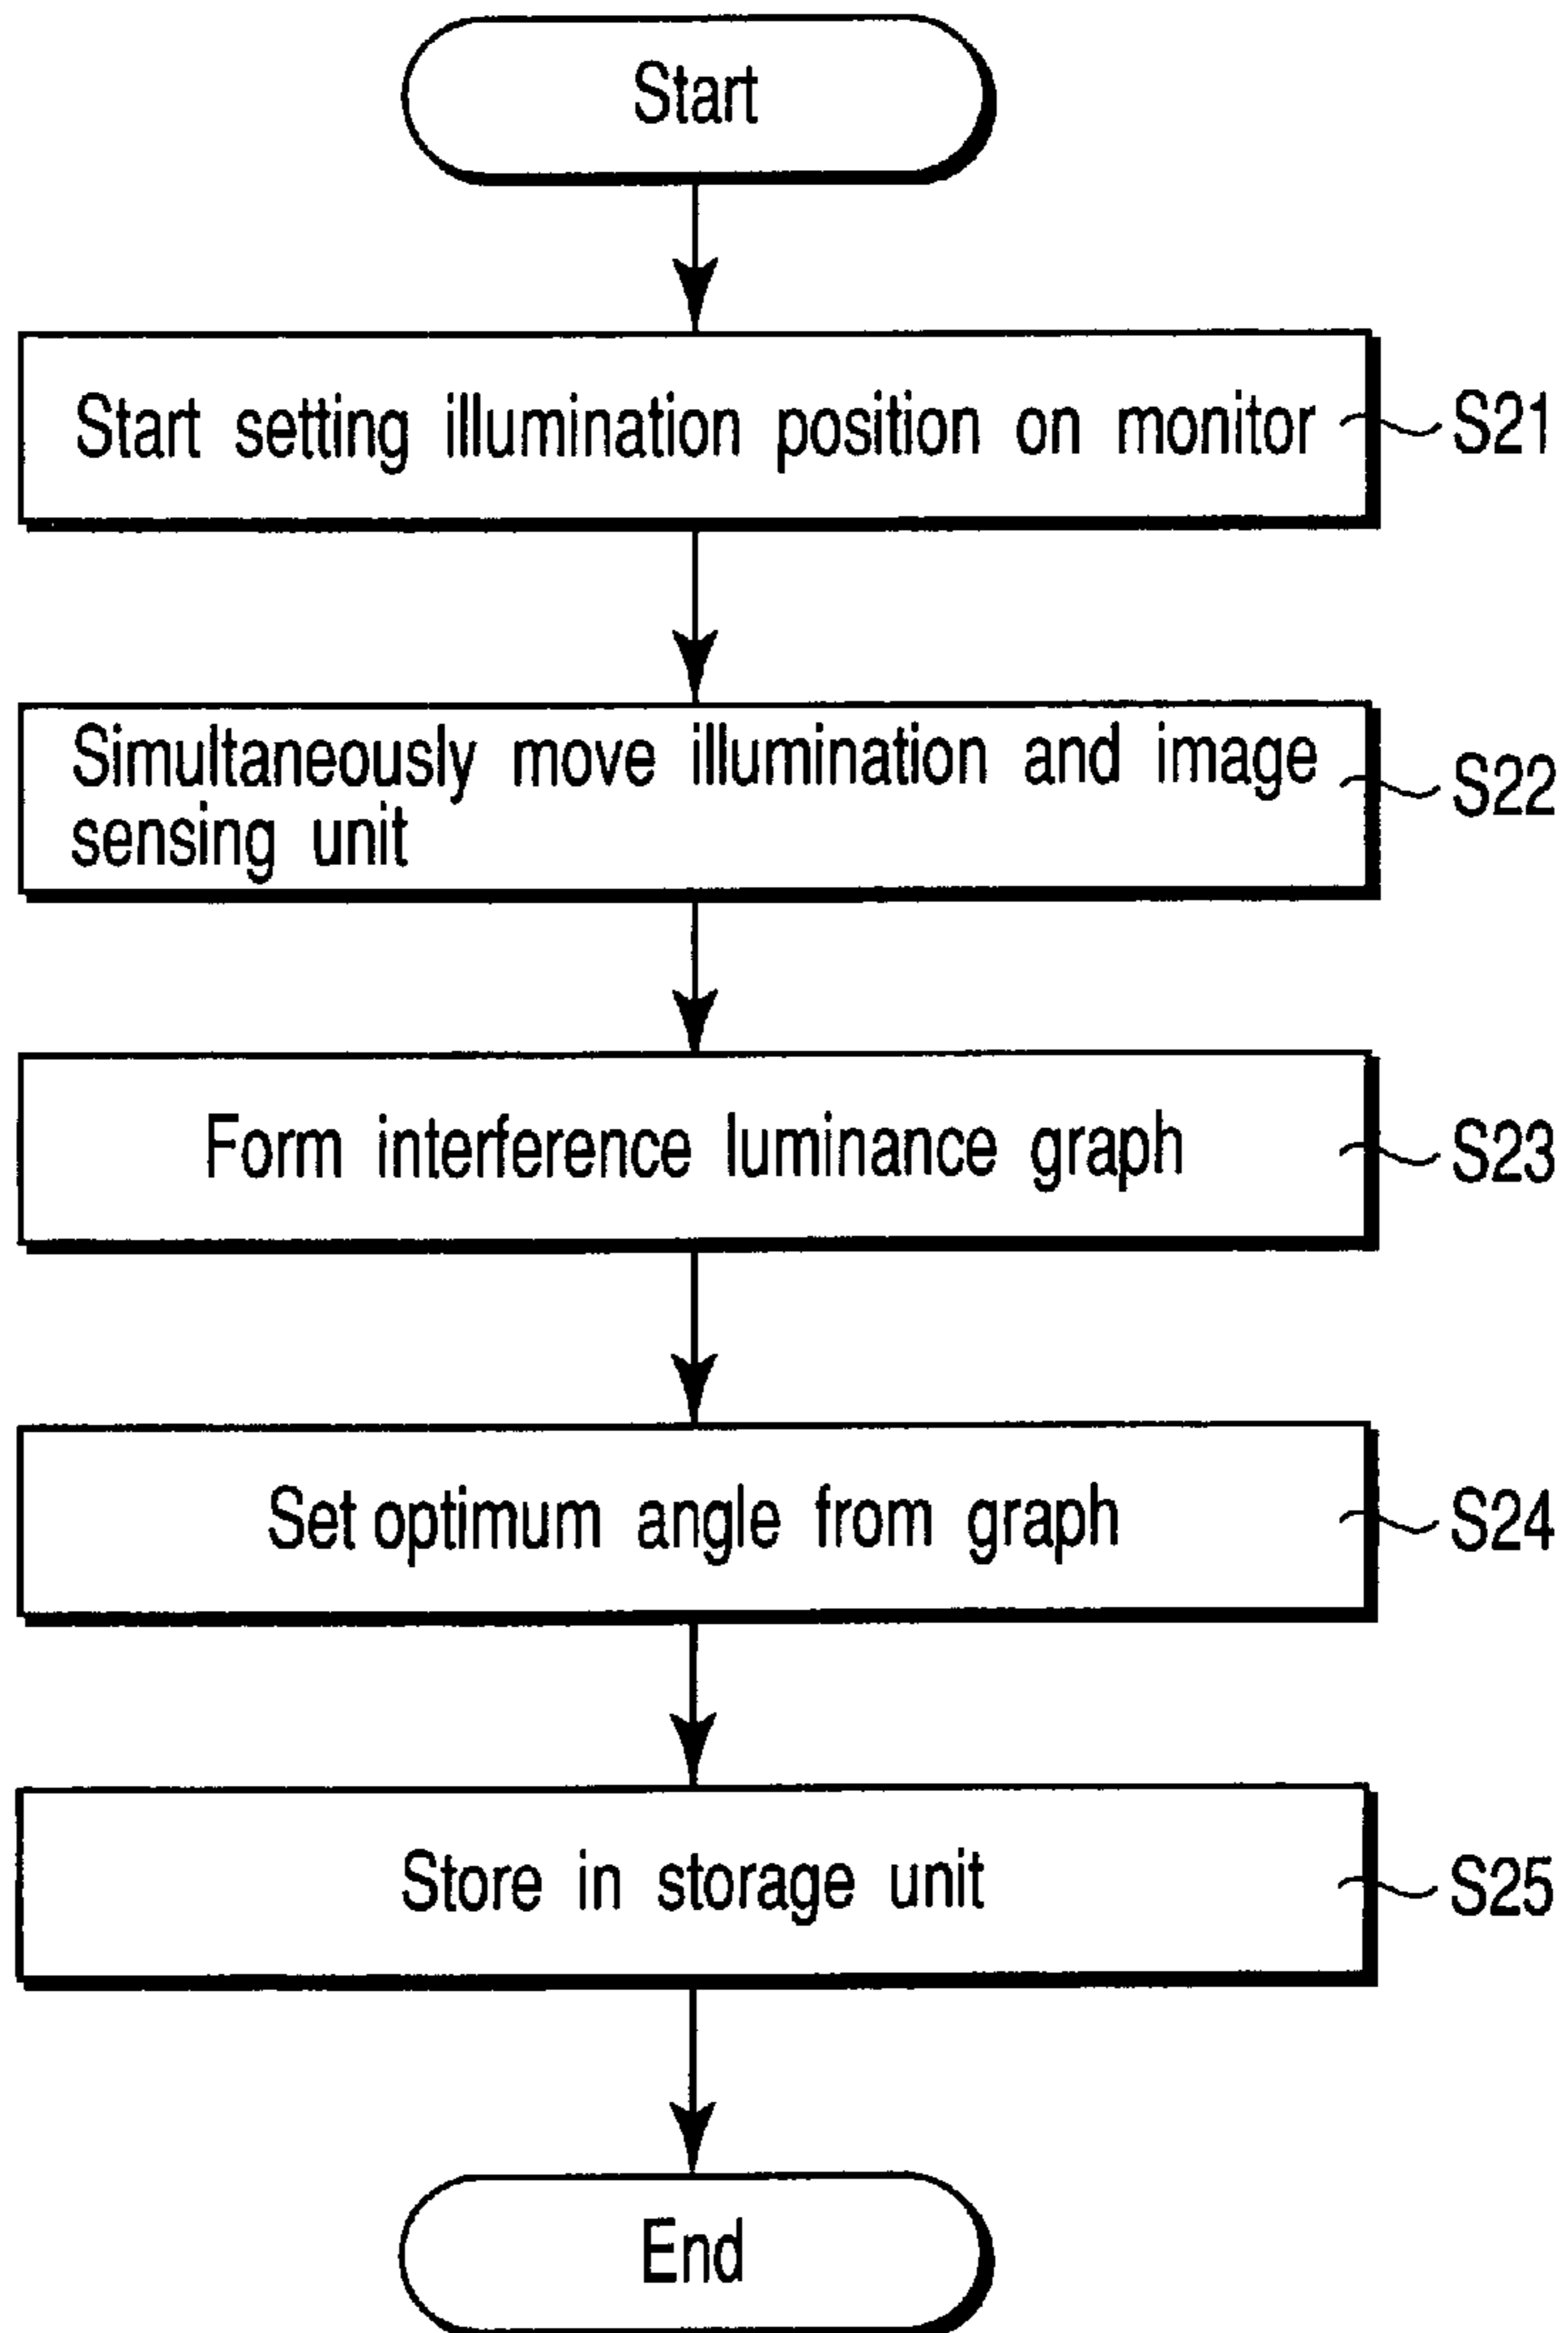 Start
Start setting illumination position on monitor
S21
Simultaneously move illumination and image
sensing unit
S22
Form interference luminance graph
S23
Set optimum angle from graph
S24
Store in storage unit
S25
End